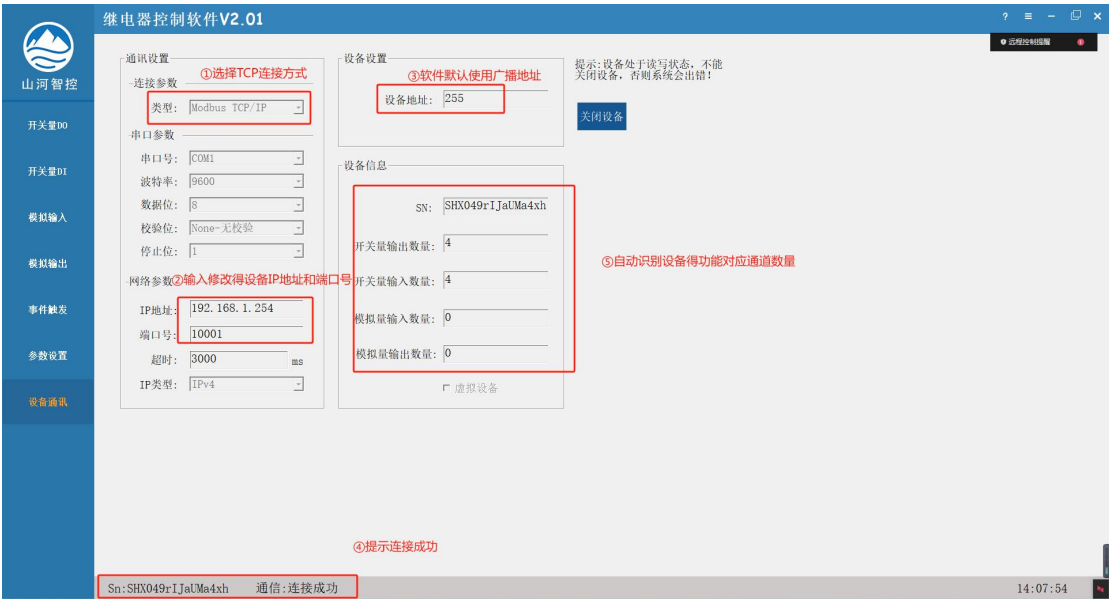 继电器控制软件V2.01
? ≡ − ×
远程控制提醒
山河智控
开关量DO
开关量DI
模拟输入
模拟输出
事件触发
参数设置
设备通讯
通讯设置
①选择TCP连接方式
连接参数
类型: Modbus TCP/IP
串口参数
串口号: COM1
波特率: 9600
数据位: 8
校验位: None-无校验
停止位: 1
网络参数②输入修改得设备IP地址和端口号
IP地址: 192.168.1.254
端口号: 10001
超时: 3000 ms
IP类型: IPv4
设备设置
③软件默认使用广播地址
设备地址: 255
设备信息
SN: SHX049rIJaUMa4xh
开关量输出数量: 4
开关量输入数量: 4
模拟量输入数量: 0
模拟量输出数量: 0
虚拟设备
提示:设备处于读写状态，不能
关闭设备，否则系统会出错!
关闭设备
⑤自动识别设备得功能对应通道数量
④提示连接成功
Sn:SHX049rIJaUMa4xh 通信:连接成功
14:07:54